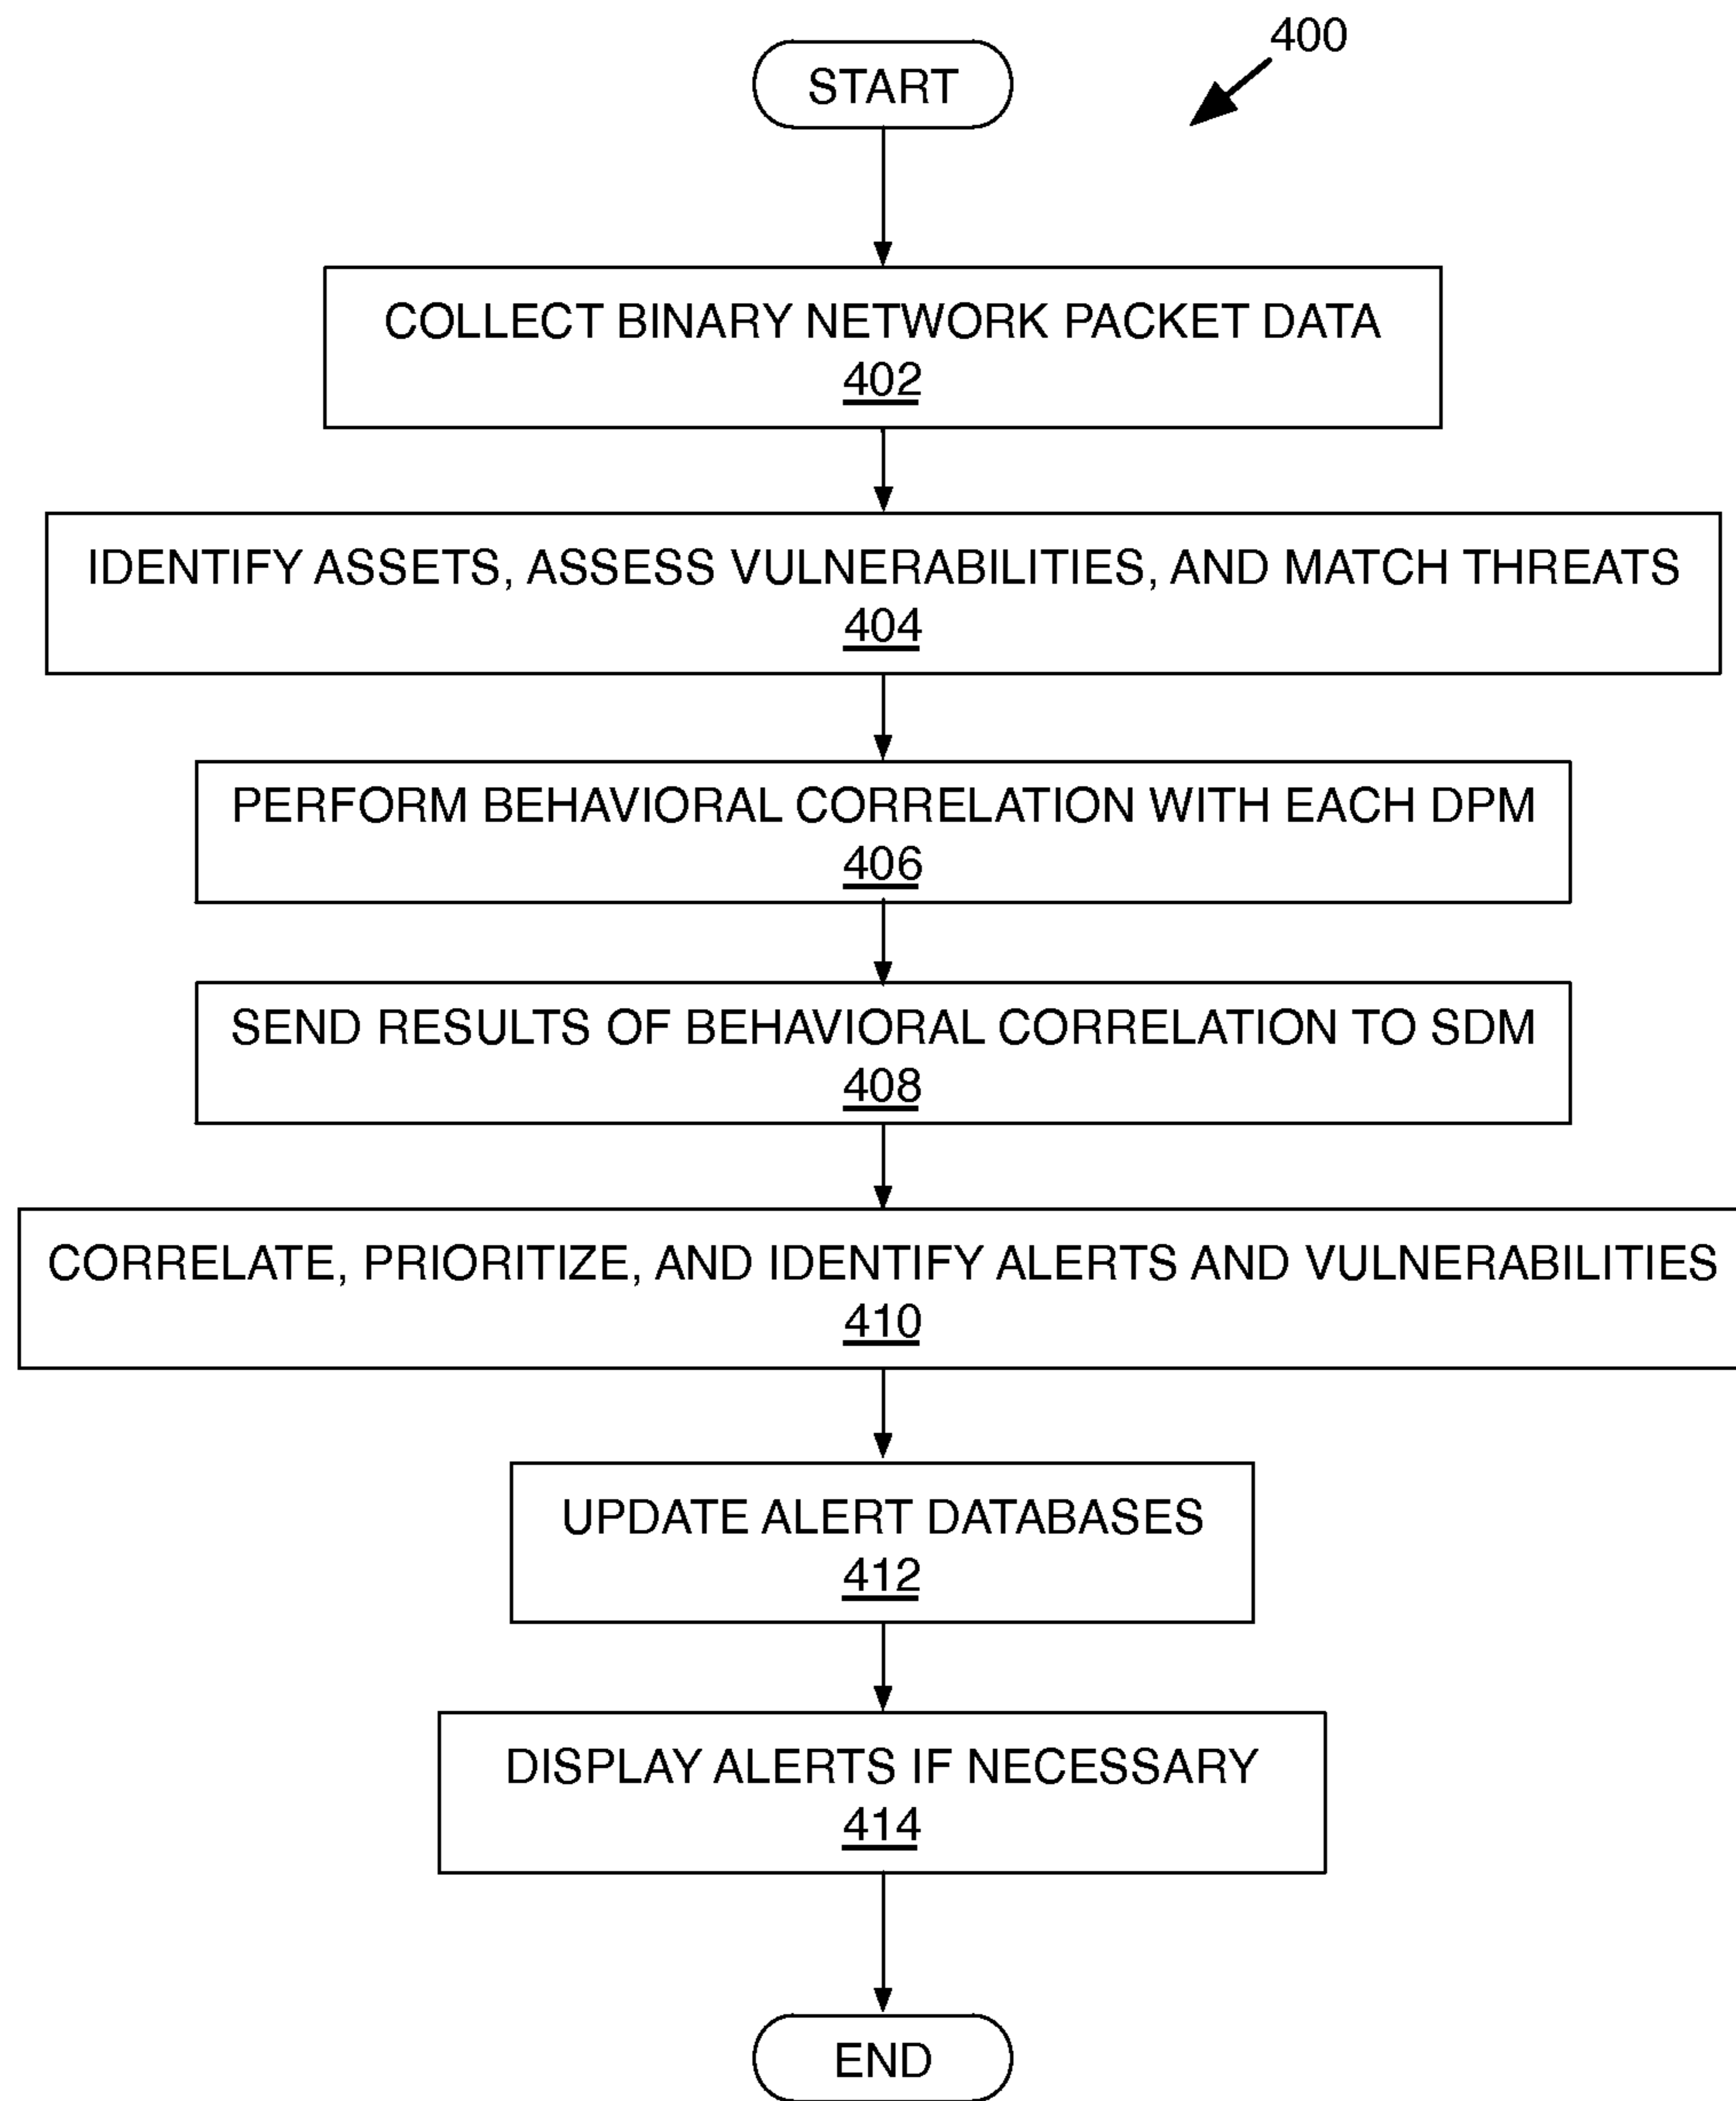 400
START
COLLECT BINARY NETWORK PACKET DATA
402
IDENTIFY ASSETS, ASSESS VULNERABILITIES, AND MATCH THREATS
404
PERFORM BEHAVIORAL CORRELATION WITH EACH DPM
406
SEND RESULTS OF BEHAVIORAL CORRELATION TO SDM
408
CORRELATE, PRIORITIZE, AND IDENTIFY ALERTS AND VULNERABILITIES
410
UPDATE ALERT DATABASES
412
DISPLAY ALERTS IF NECESSARY
414
END